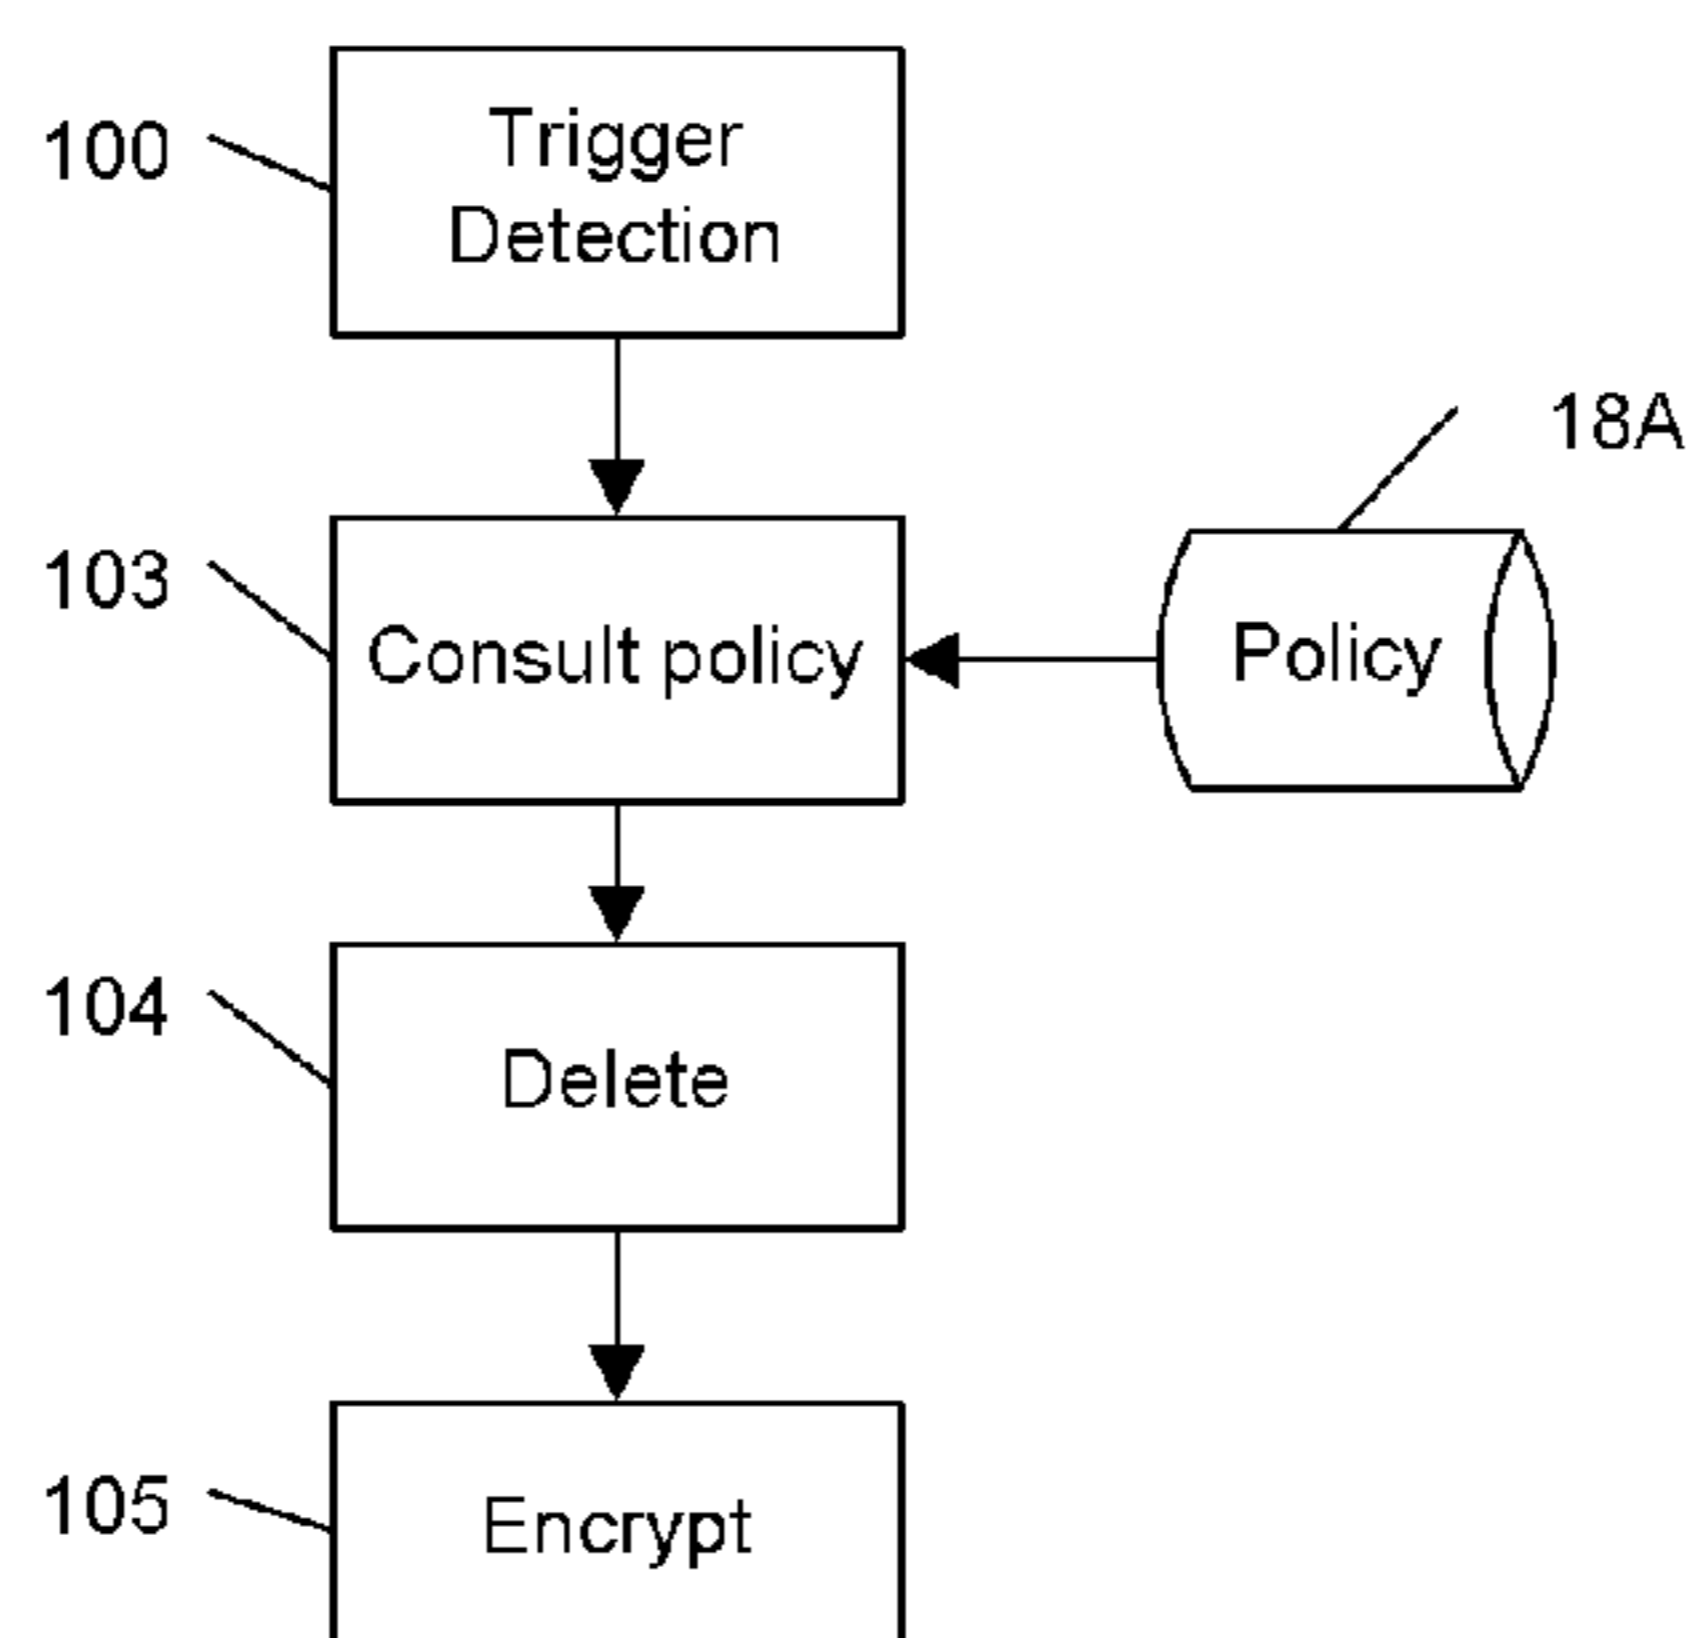 100
Trigger
Detection
18A
103
Consult policy
Policy
104
Delete
105
Encrypt